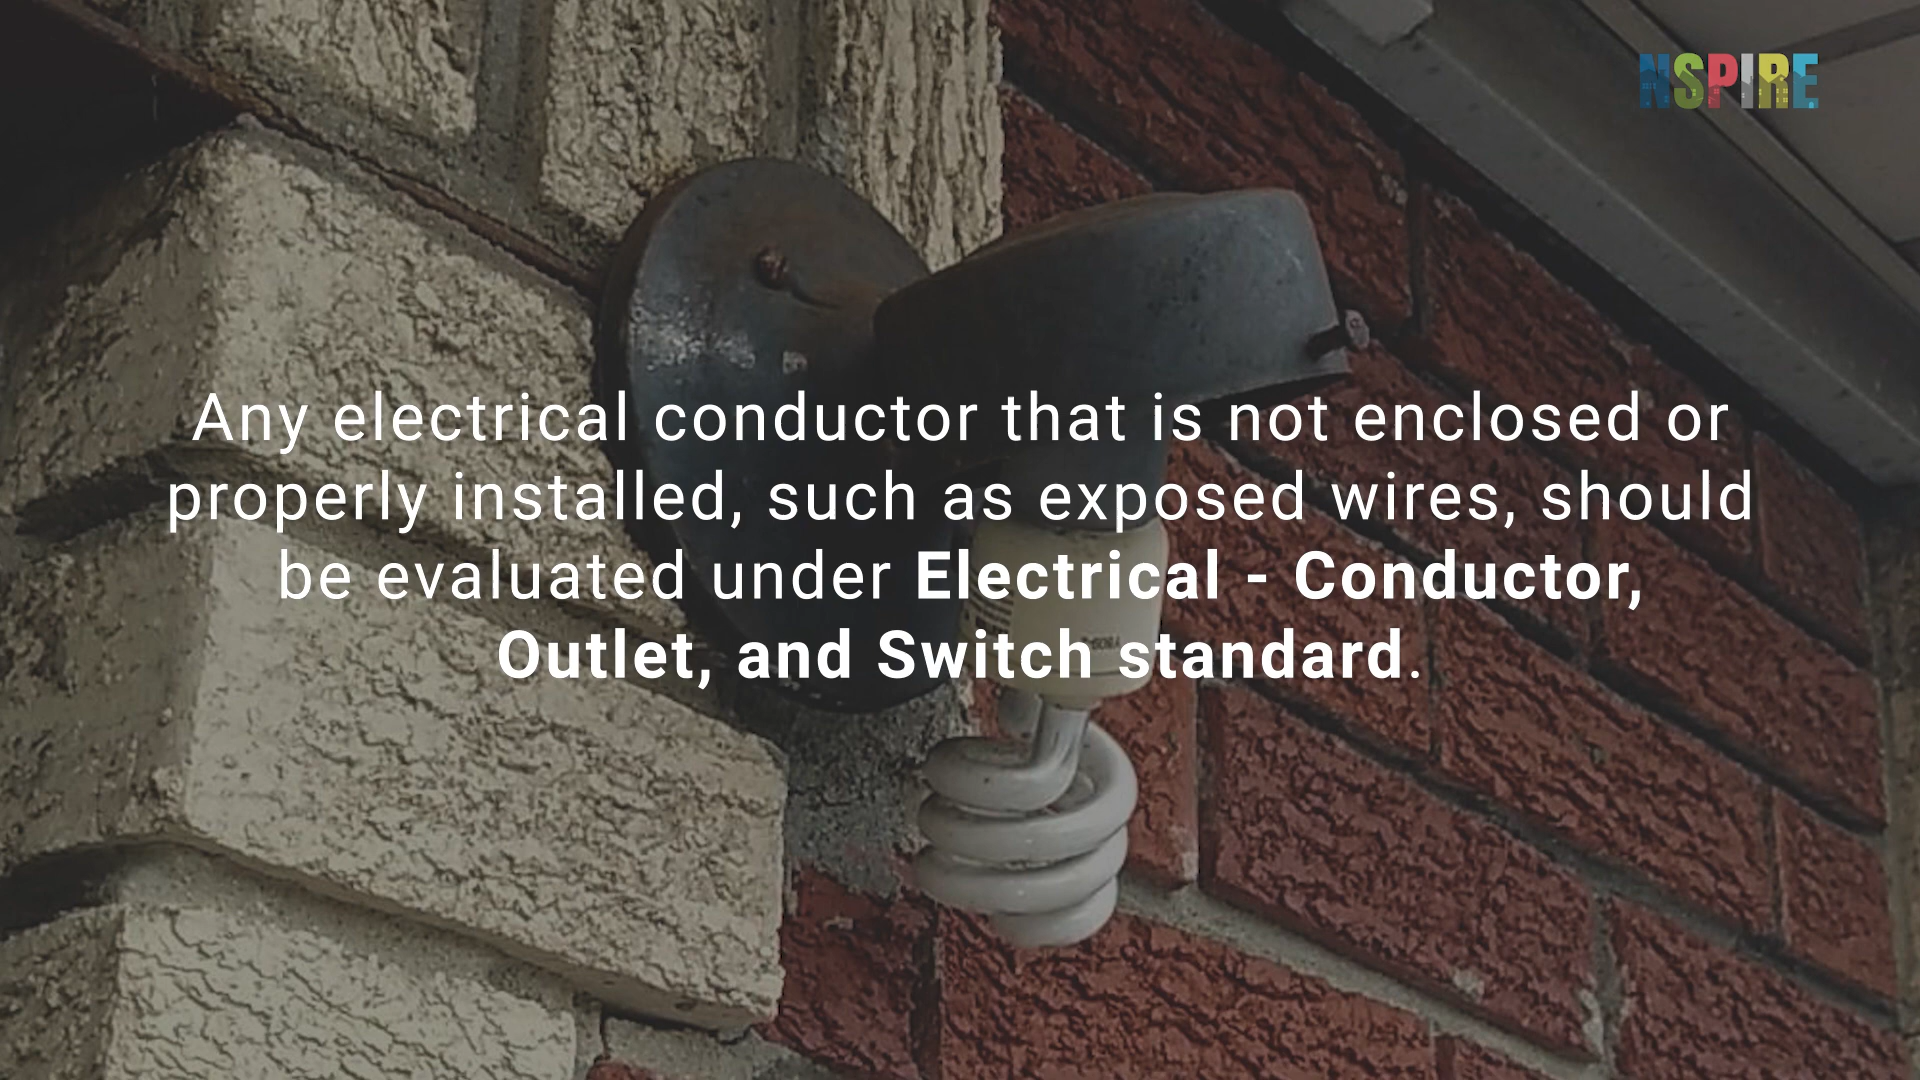 NSPIRE
Any electrical conductor that is not enclosed or
properly installed, such as exposed wires, should
be evaluated under Electrical - Conductor,
Outlet, and Switch standard.